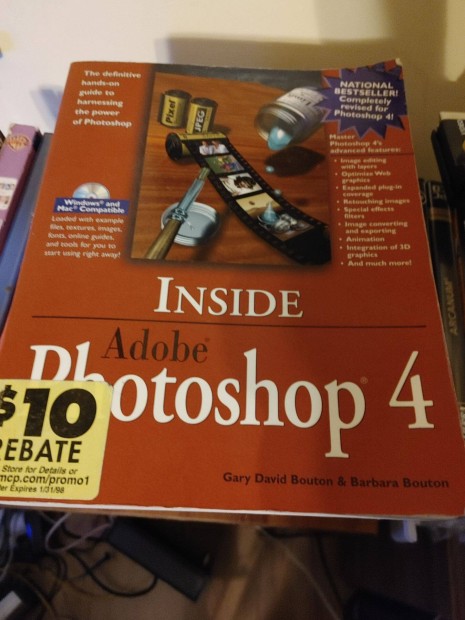 The definitive
hands-on
guide to
harnessing
the power
of Photoshop
Pixel
JPEG
NATIONAL
BESTSELLER!
Completely
revised for
Photoshop 4!
Master
Photoshop 4's
advanced features:
• Image editing
with layers
• Optimize Web
graphics
• Expanded plug-in
coverage
• Retouching images
• Special effects
filters
• Image converting
and exporting
• Animation
• Integration of 3D
graphics
• And much more!
Windows® and
Mac® Compatible
Loaded with example
files, textures, images,
fonts, online guides,
and tools for you to
start using right away!
INSIDE
Adobe®
Photoshop® 4
$10
REBATE
Store for Details or
mcp.com/promo1
Expires 1/31/98
Gary David Bouton & Barbara Bouton
ARCANUM